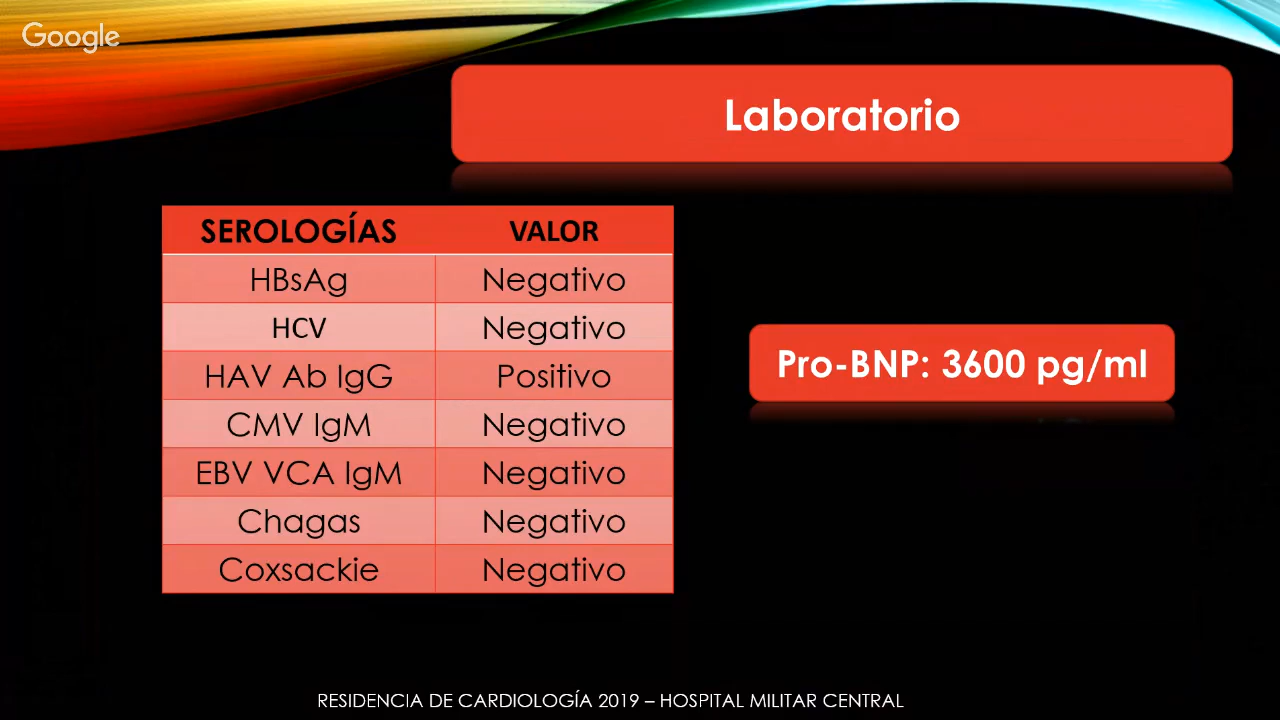 Google
Laboratorio
SEROLOGÍAS VALOR
HBsAg Negativo
HCV Negativo
HAV Ab IgG Positivo
CMV IgM Negativo
EBV VCA IgM Negativo
Chagas Negativo
Coxsackie Negativo
Pro-BNP: 3600 pg/ml
RESIDENCIA DE CARDIOLOGÍA 2019 – HOSPITAL MILITAR CENTRAL